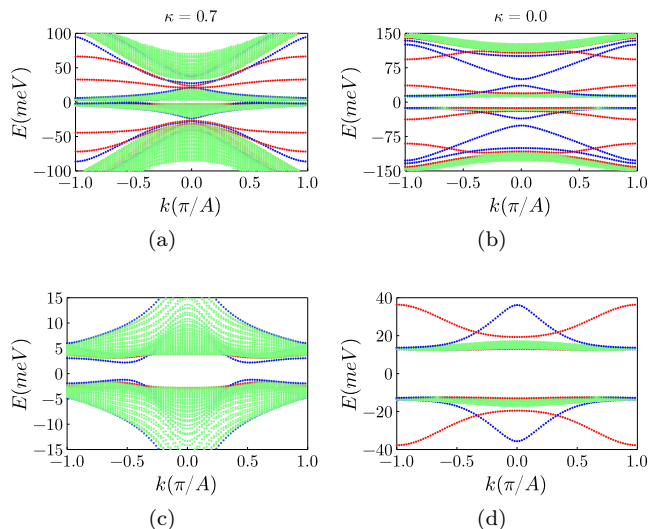 κ = 0.7
κ = 0.0
100
50
0
−50
−100
E(meV)
−1.0 −0.5 0.0 0.5 1.0
k(π/A)
(a)
150
75
0
−75
−150
E(meV)
−1.0 −0.5 0.0 0.5 1.0
k(π/A)
(b)
15
10
5
0
−5
−10
−15
E(meV)
−1.0 −0.5 0.0 0.5 1.0
k(π/A)
(c)
40
20
0
−20
−40
E(meV)
−1.0 −0.5 0.0 0.5 1.0
k(π/A)
(d)